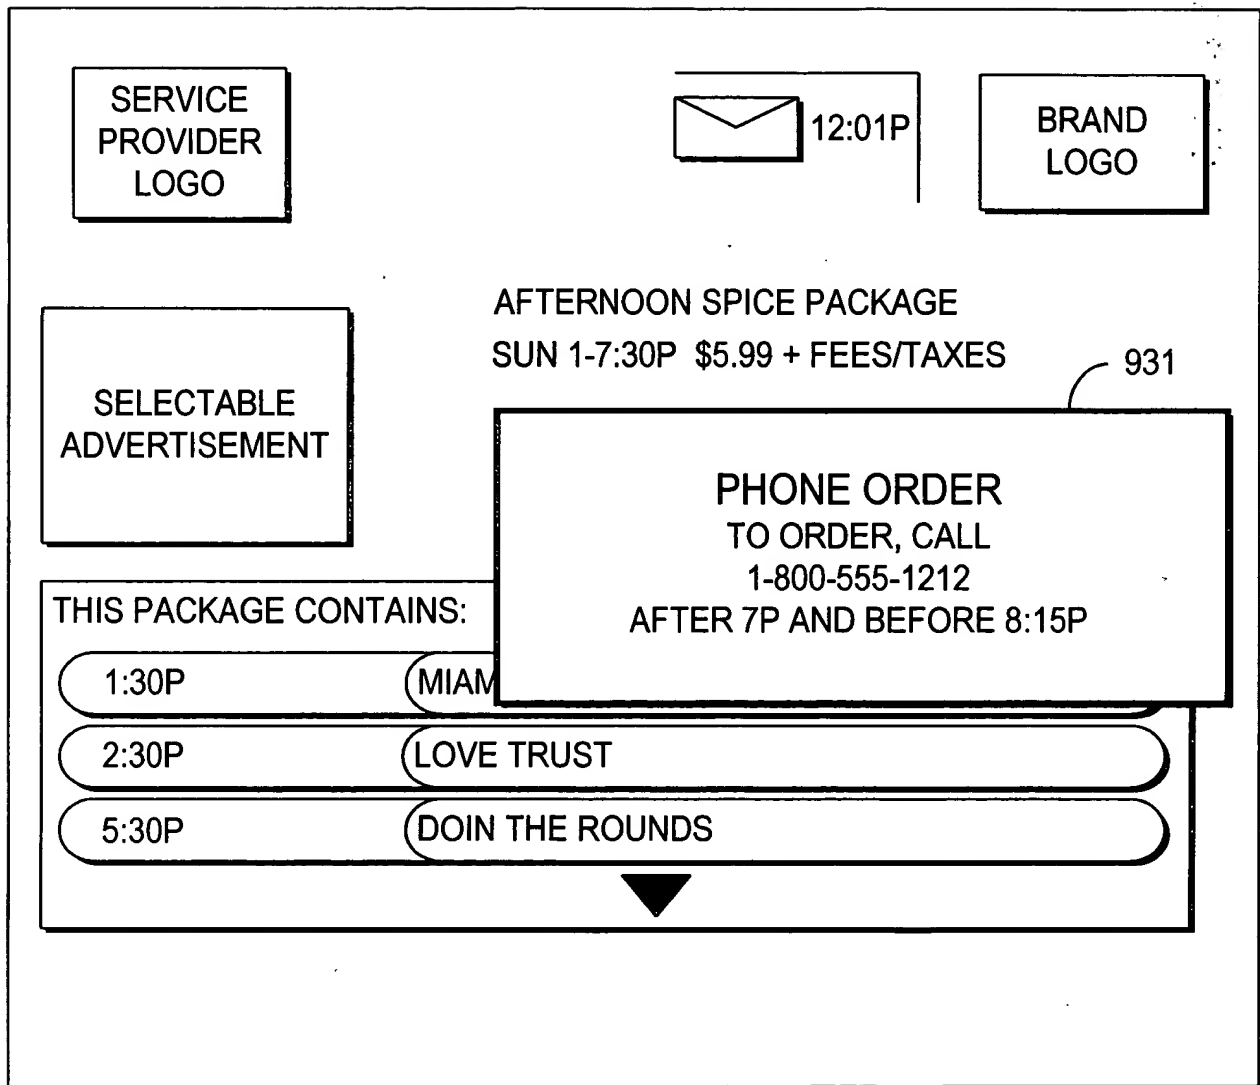 SERVICE
PROVIDER
LOGO
12:01P
BRAND
LOGO
AFTERNOON SPICE PACKAGE
SUN 1-7:30P $5.99 + FEES/TAXES
931
SELECTABLE
ADVERTISEMENT
PHONE ORDER
TO ORDER, CALL
1-800-555-1212
AFTER 7P AND BEFORE 8:15P
THIS PACKAGE CONTAINS:
1:30P MIAM
2:30P LOVE TRUST
5:30P DOIN THE ROUNDS